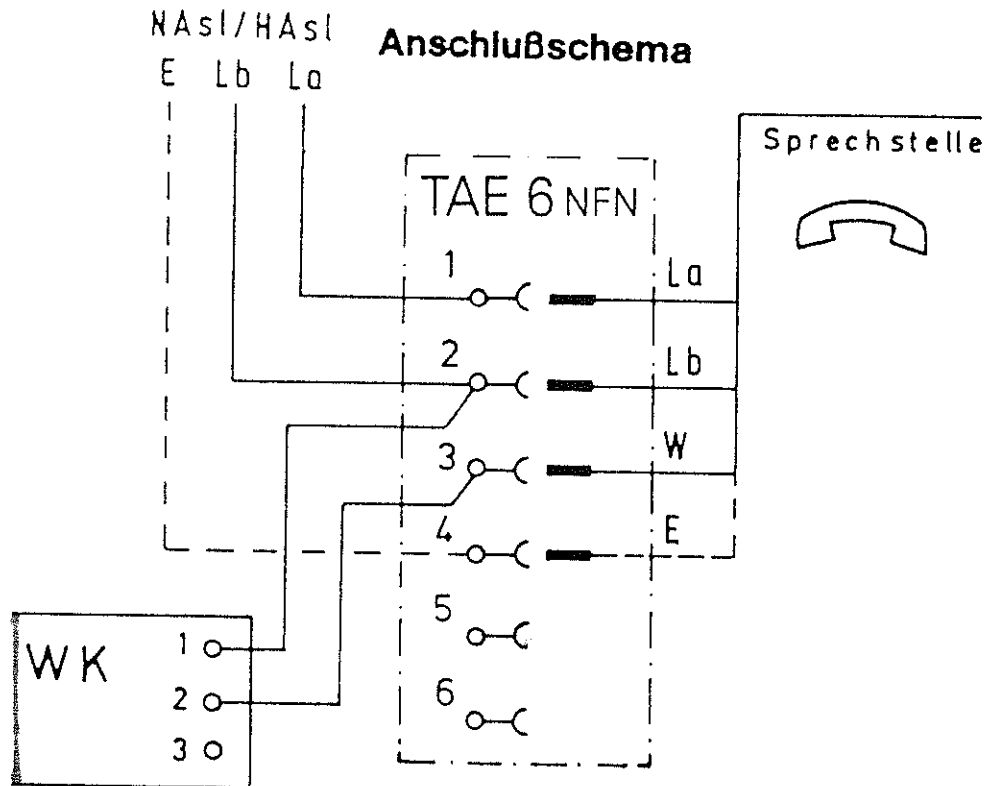 NAsl/HAsl
Anschlußschema
E Lb La
Sprechstelle
TAE 6 NFN
1 La
2 Lb
3 W
4 E
5
6
WK
1
2
3